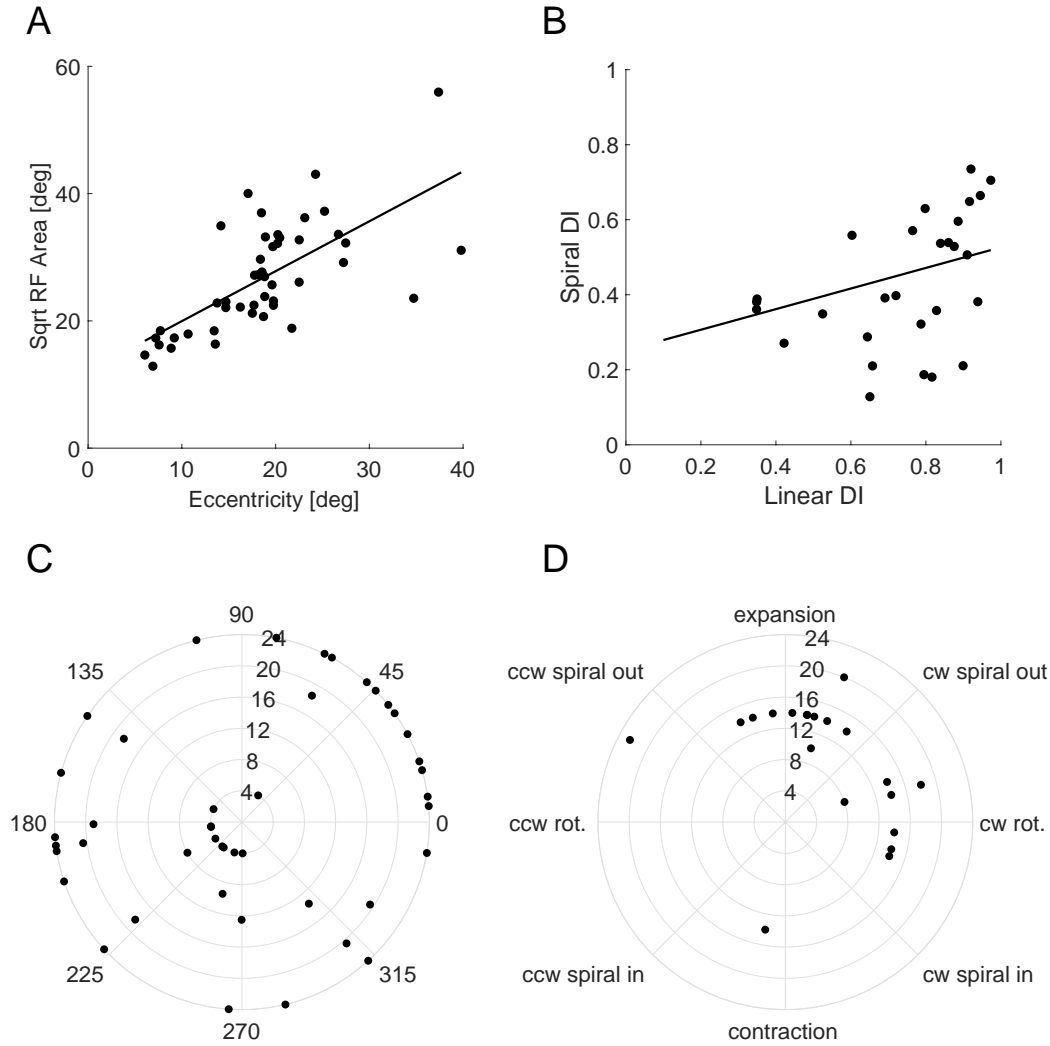 A
60
40
20
0
Sqrt RF Area [deg]
0 10 20 30 40
Eccentricity [deg]
B
1
0.8
0.6
0.4
0.2
0
Spiral DI
0 0.2 0.4 0.6 0.8 1
Linear DI
C
90
24
135 45
20
16
12
8
4
180 0
225 315
270
D
expansion
24
ccw spiral out cw spiral out
20
16
12
8
4
ccw rot. cw rot.
ccw spiral in cw spiral in
contraction